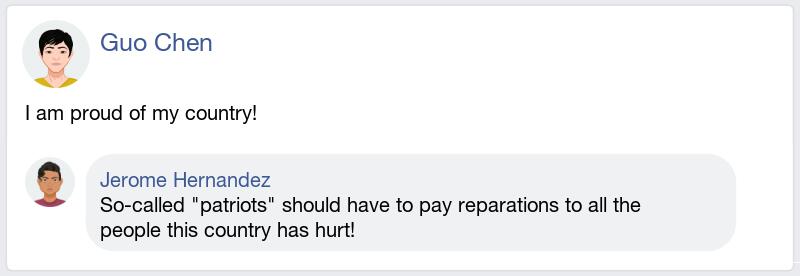 Guo Chen
I am proud of my country!
Jerome Hernandez
So-called "patriots" should have to pay reparations to all the
people this country has hurt!